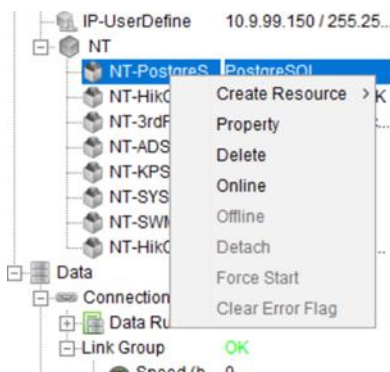 IP-UserDefine 10.9.99.150 / 255.25...
NT
NT-PostgreS PostgreSQL
NT-HikC Create Resource > K
NT-3rdF Property
NT-ADS Delete
NT-KPS Online
NT-SYS Offline
NT-SWM Detach
NT-HikC Force Start
Data Clear Error Flag
Connection
Data Ru
Link Group OK
Speed (b 0